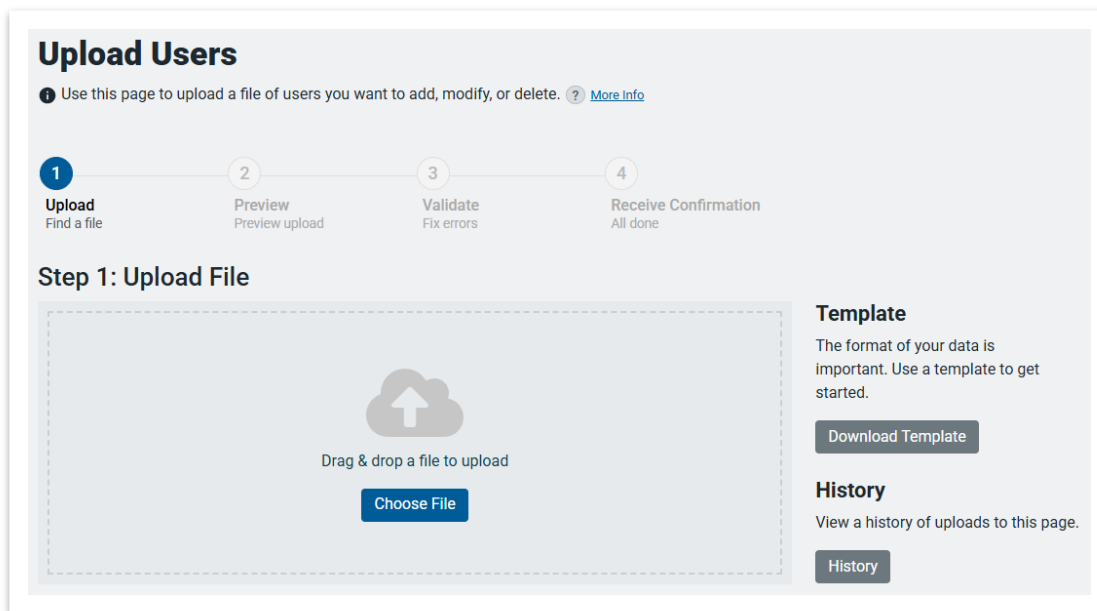 Upload Users
i Use this page to upload a file of users you want to add, modify, or delete. ? More Info
1 2 3 4
Upload Preview Validate Receive Confirmation
Find a file Preview upload Fix errors All done
Step 1: Upload File
Drag & drop a file to upload
Choose File
Template
The format of your data is
important. Use a template to get
started.
Download Template
History
View a history of uploads to this page.
History